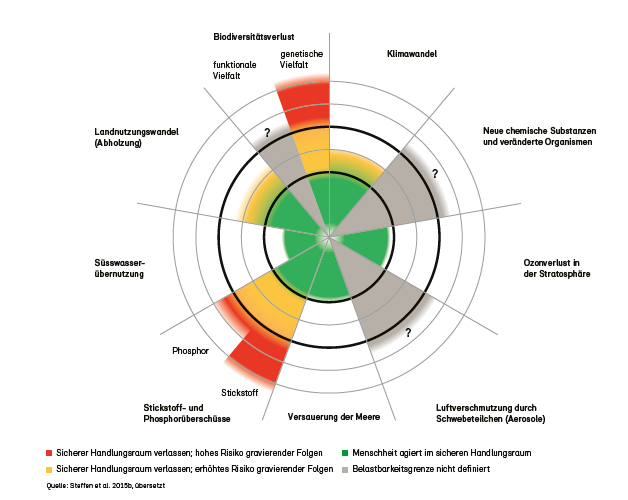 Biodiversitätsverlust
funktionale
Vielfalt
genetische
Vielfalt
Klimawandel
Landnutzungswandel
(Abholzung)
?
Neue chemische Substanzen
und veränderte Organismen
?
Süsswasser-
übernutzung
Ozonverlust in
der Stratosphäre
?
Phosphor
Stickstoff
Stickstoff- und
Phosphorüberschüsse
Versauerung der Meere
Luftverschmutzung durch
Schwebeteilchen (Aerosole)
Sicherer Handlungsraum verlassen; hohes Risiko gravierender Folgen
Menschheit agiert im sicheren Handlungsraum
Sicherer Handlungsraum verlassen; erhöhtes Risiko gravierender Folgen
Belastbarkeitsgrenze nicht definiert
Quelle: Steffen et al. 2015b, übersetzt